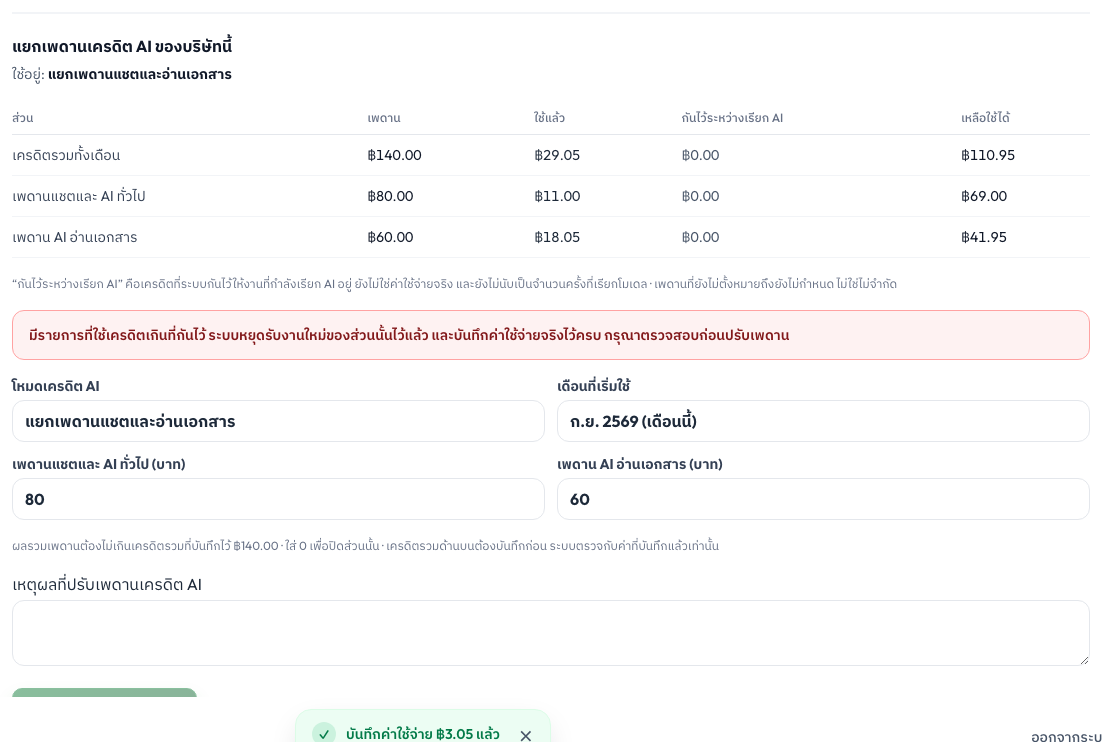 แยกเพดานเครดิต AI ของบริษัทนี้
ใช้อยู่: แยกเพดานแชตและอ่านเอกสาร
ส่วน เพดาน ใช้แล้ว กันไว้ระหว่างเรียก AI เหลือใช้ได้
เครดิตรวมทั้งเดือน ฿140.00 ฿29.05 ฿0.00 ฿110.95
เพดานแชตและ AI ทั่วไป ฿80.00 ฿11.00 ฿0.00 ฿69.00
เพดาน AI อ่านเอกสาร ฿60.00 ฿18.05 ฿0.00 ฿41.95
“กันไว้ระหว่างเรียก AI” คือเครดิตที่ระบบกันไว้ให้งานที่กำลังเรียก AI อยู่ ยังไม่ใช่ค่าใช้จ่ายจริง และยังไม่นับเป็นจำนวนครั้งที่เรียกโมเดล · เพดานที่ยังไม่ตั้งหมายถึงยังไม่กำหนด ไม่ใช่ไม่จำกัด
มีรายการที่ใช้เครดิตเกินที่กันไว้ ระบบหยุดรับงานใหม่ของส่วนนั้นไว้แล้ว และบันทึกค่าใช้จ่ายจริงไว้ครบ กรุณาตรวจสอบก่อนปรับเพดาน
โหมดเครดิต AI เดือนที่เริ่มใช้
แยกเพดานแชตและอ่านเอกสาร ก.ย. 2569 (เดือนนี้)
เพดานแชตและ AI ทั่วไป (บาท) เพดาน AI อ่านเอกสาร (บาท)
80 60
ผลรวมเพดานต้องไม่เกินเครดิตรวมที่บันทึกไว้ ฿140.00 · ใส่ 0 เพื่อปิดส่วนนั้น · เครดิตรวมด้านบนต้องบันทึกก่อน ระบบตรวจกับค่าที่บันทึกแล้วเท่านั้น
เหตุผลที่ปรับเพดานเครดิต AI
บันทึกค่าใช้จ่าย ฿3.05 แล้ว
ออกจากระบ